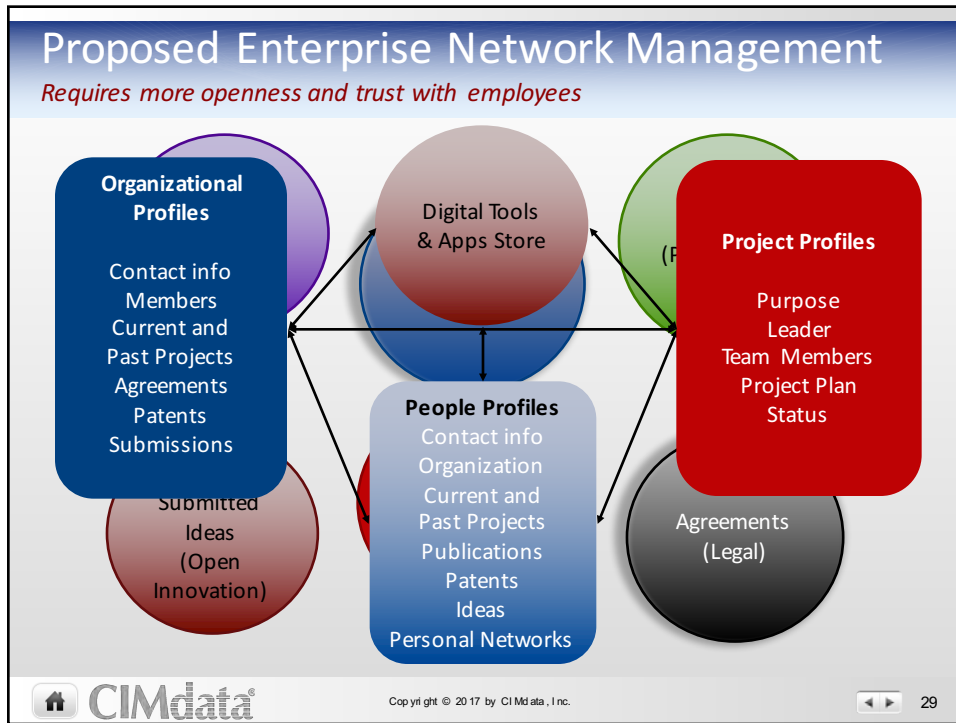 Proposed Enterprise Network Management
Requires more openness and trust with employees
Organizational
Profiles
Contact info
Members
Current and
Past Projects
Agreements
Patents
Submissions
Digital Tools
& Apps Store
Project Profiles
Purpose
Leader
Team Members
Project Plan
Status
People Profiles
Contact info
Organization
Current and
Past Projects
Publications
Patents
Ideas
Personal Networks
Submitted
Ideas
(Open
Innovation)
Agreements
(Legal)
CIMdata®
Copyright © 2017 by CIMdata, Inc.
29